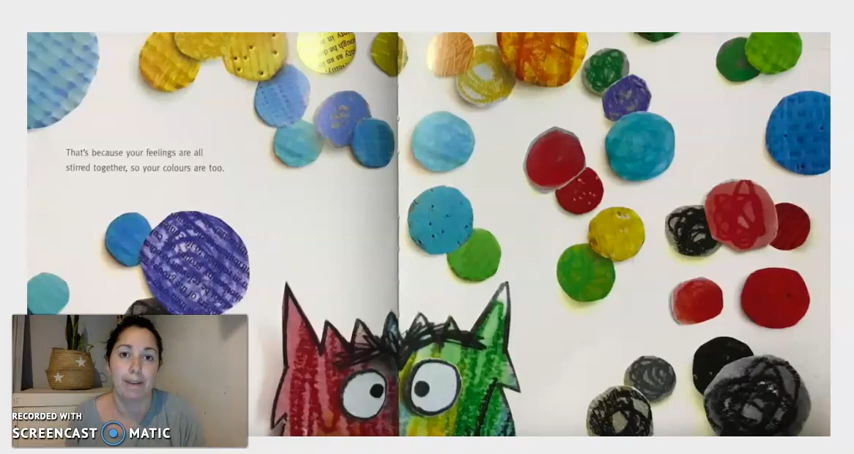 That's because your feelings are all
stirred together, so your colours are too.
RECORDED WITH
SCREENCAST MATIC